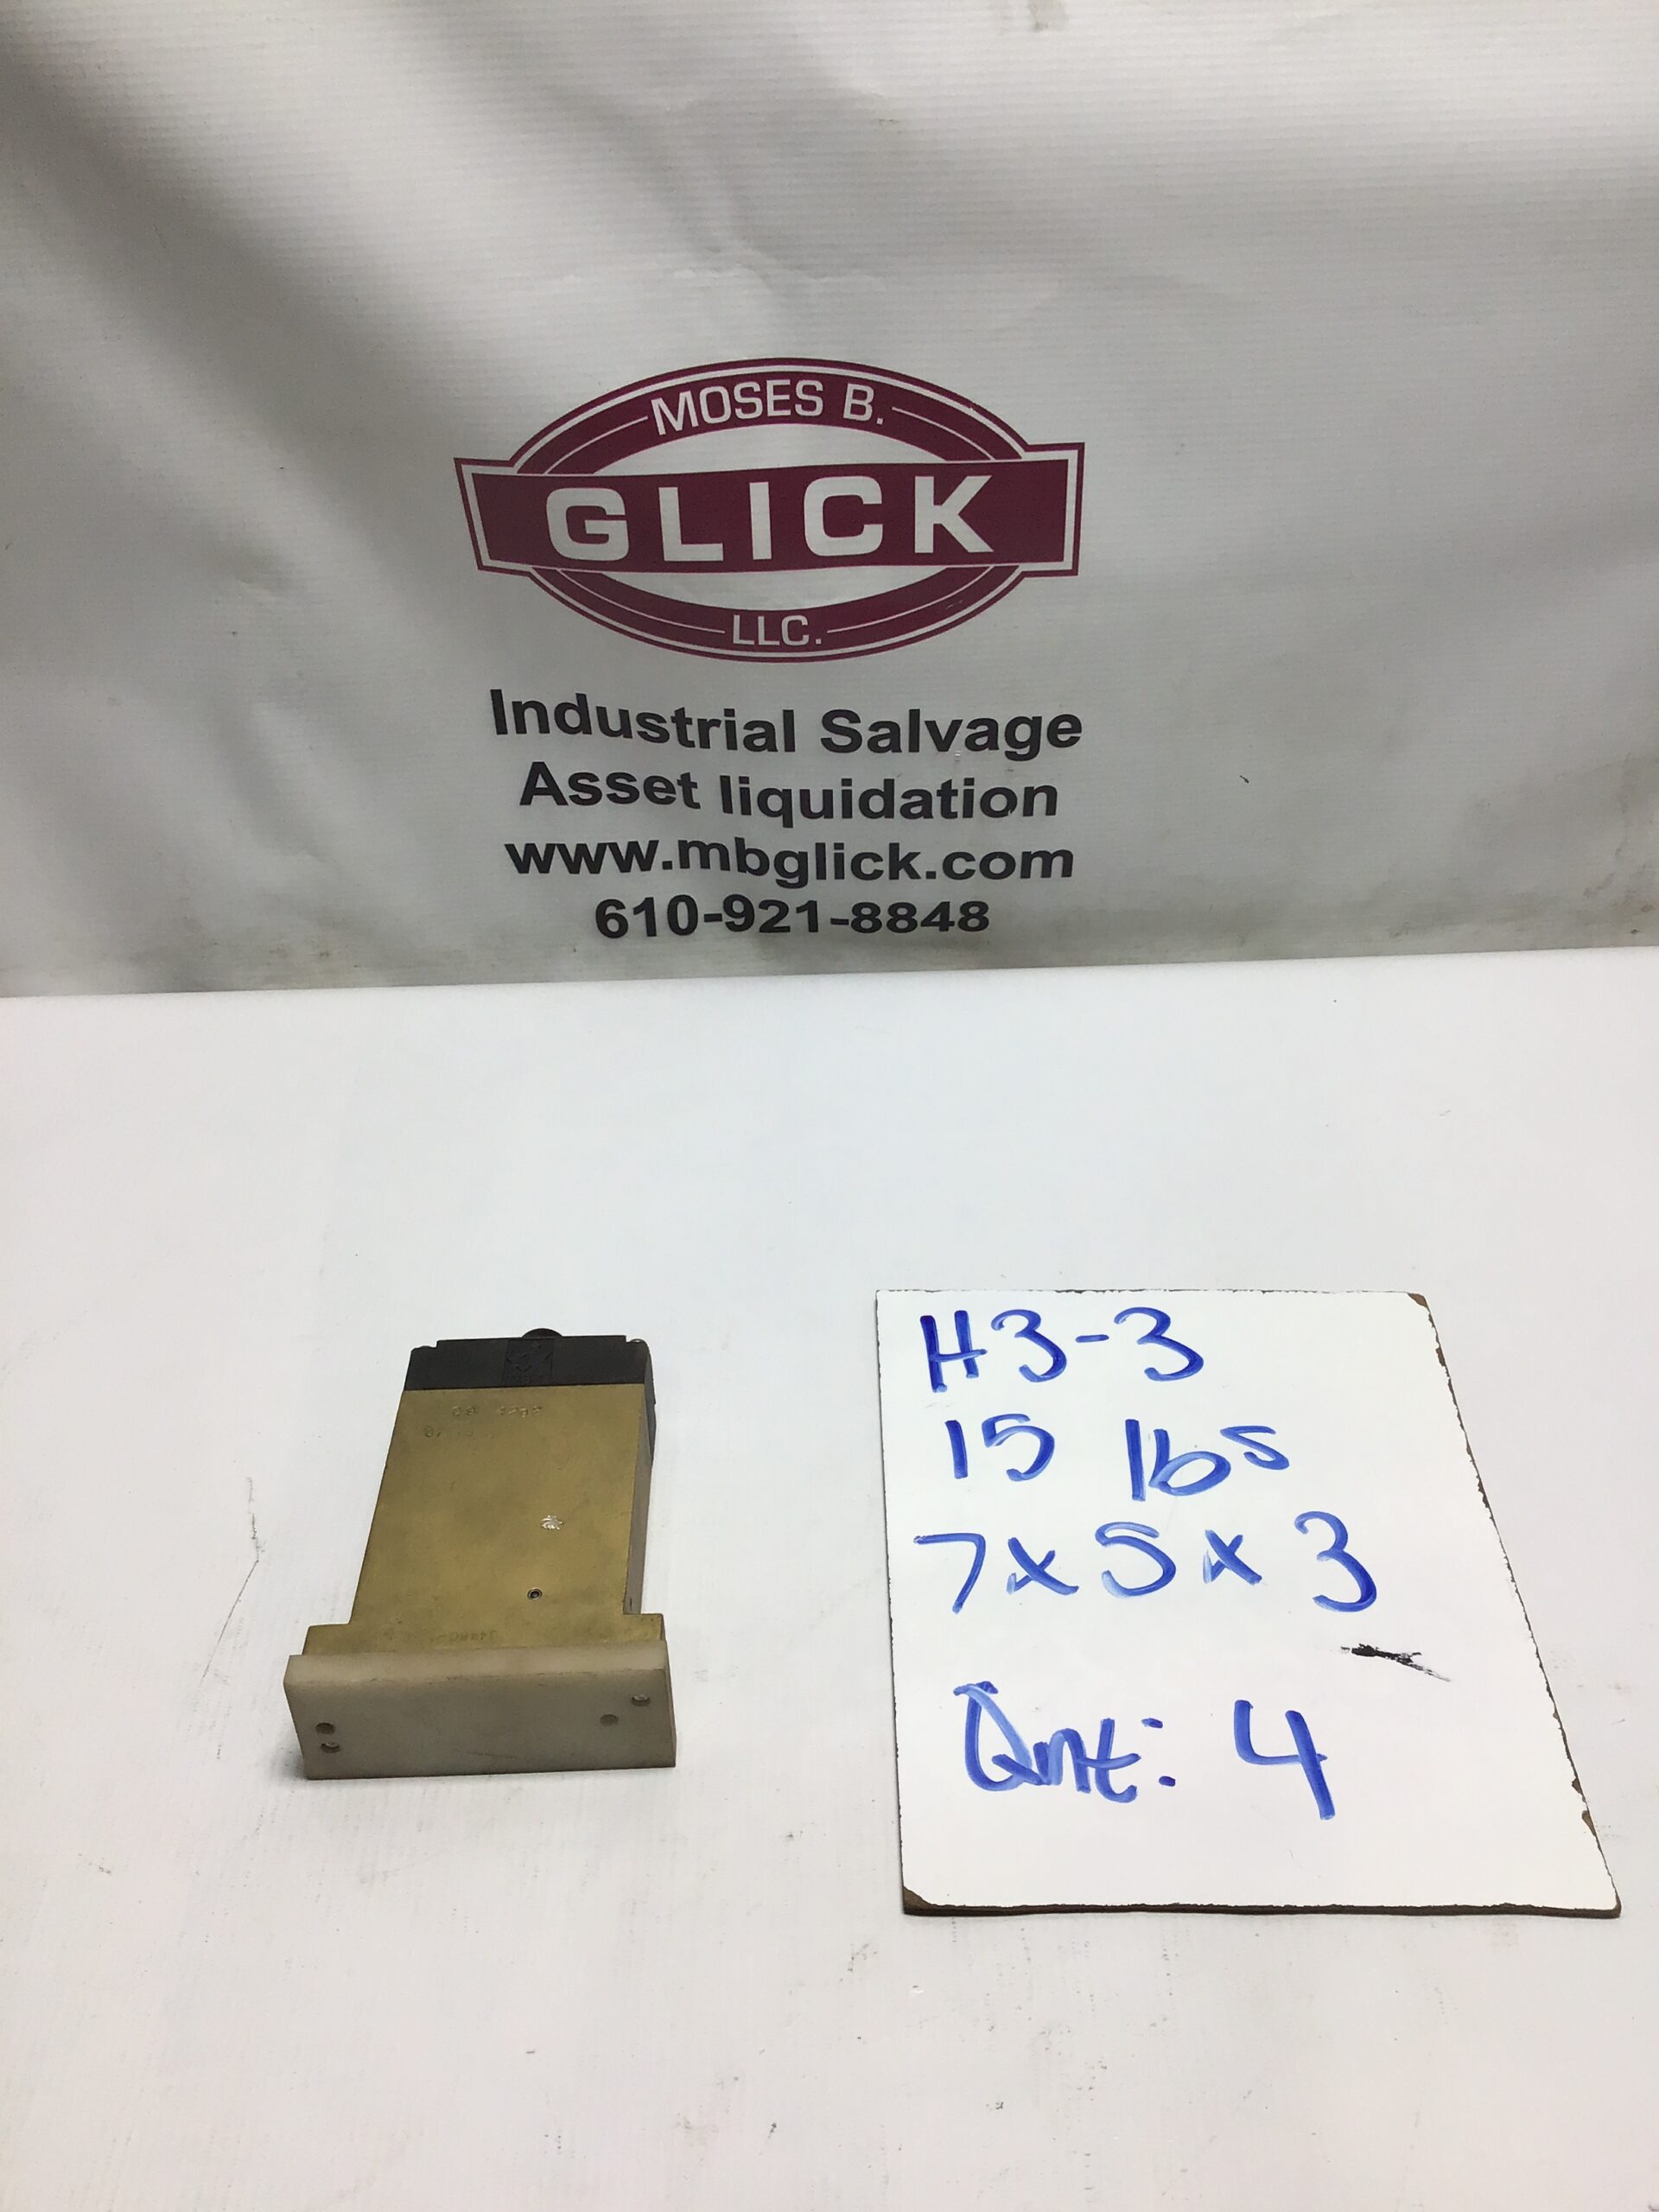 MOSES B.
GLICK
LLC.
Industrial Salvage
Asset liquidation
www.mbglick.com
610-921-8848
H3-3
15 lbs
7x5x3
Qnt: 4